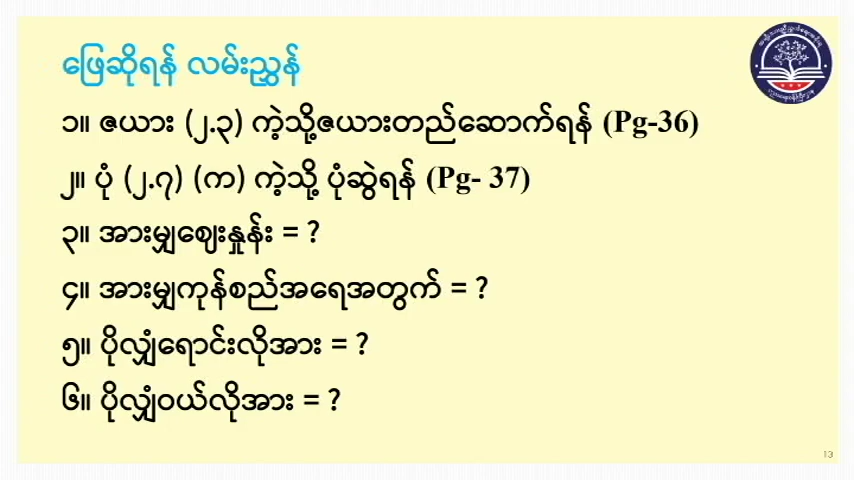 ဖြေဆိုရန် လမ်းညွှန်
၁။ ဇယား (၂.၃) ကဲ့သို့ဇယားတည်ဆောက်ရန် (Pg-36)
၂။ ပုံ (၂.၇) (က) ကဲ့သို့ ပုံဆွဲရန် (Pg- 37)
၃။ အားမျှဈေးနှုန်း = ?
၄။ အားမျှကုန်စည်အရေအတွက် = ?
၅။ ပိုလျှံရောင်းလိုအား = ?
၆။ ပိုလျှံဝယ်လိုအား = ?
13